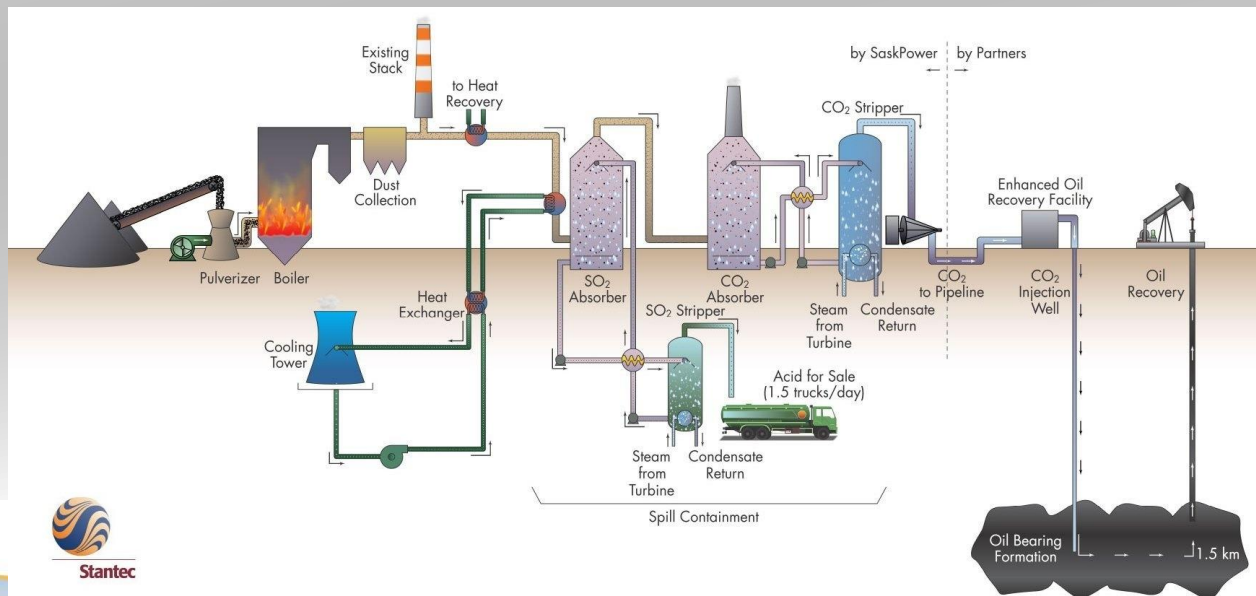 Existing
Stack
to Heat
Recovery
by SaskPower
by Partners
CO₂ Stripper
Dust
Collection
Enhanced Oil
Recovery Facility
Pulverizer
Boiler
SO₂
Absorber
CO₂
Absorber
CO₂
to Pipeline
CO₂
Injection
Well
Oil
Recovery
Heat
Exchanger
Steam
from
Turbine
Condensate
Return
SO₂ Stripper
Cooling
Tower
Acid for Sale
(1.5 trucks/day)
Steam
from
Turbine
Condensate
Return
Spill Containment
Oil Bearing
Formation
1.5 km
Stantec